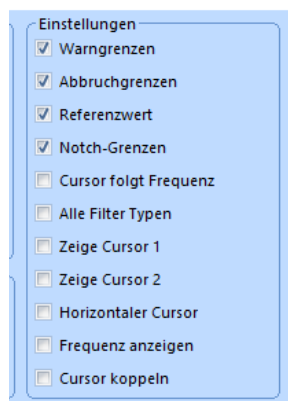 Einstellungen
Warngrenzen
Abbruchgrenzen
Referenzwert
Notch-Grenzen
Cursor folgt Frequenz
Alle Filter Typen
Zeige Cursor 1
Zeige Cursor 2
Horizontaler Cursor
Frequenz anzeigen
Cursor koppeln